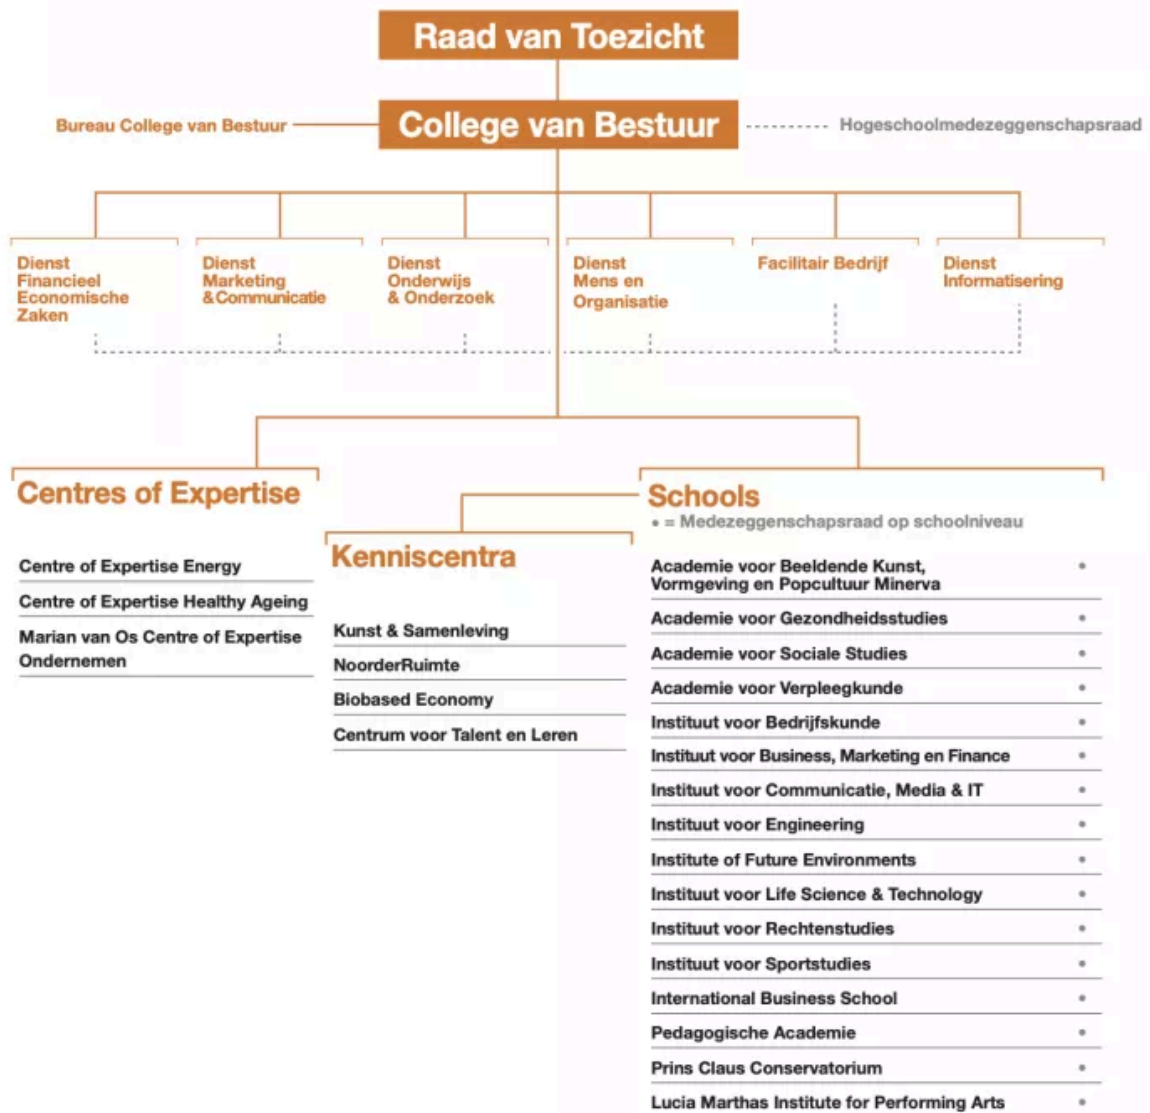 Raad van Toezicht
Bureau College van Bestuur
College van Bestuur
Hogeschoolmedezeggenschapsraad
Dienst
Financieel
Economische
Zaken
Dienst
Marketing
& Communicatie
Dienst
Onderwijs
& Onderzoek
Dienst
Mens en
Organisatie
Facilitair Bedrijf
Dienst
Informatisering
Centres of Expertise
Centre of Expertise Energy
Centre of Expertise Healthy Ageing
Marian van Os Centre of Expertise
Ondernemen
Kenniscentra
Kunst & Samenleving
NoorderRuimte
Biobased Economy
Centrum voor Talent en Leren
Schools
• = Medezeggenschapsraad op schoolniveau
Academie voor Beeldende Kunst, •
Vormgeving en Popcultuur Minerva
Academie voor Gezondheidsstudies •
Academie voor Sociale Studies •
Academie voor Verpleegkunde •
Instituut voor Bedrijfskunde •
Instituut voor Business, Marketing en Finance •
Instituut voor Communicatie, Media & IT •
Instituut voor Engineering •
Institute of Future Environments •
Instituut voor Life Science & Technology •
Instituut voor Rechtenstudies •
Instituut voor Sportstudies •
International Business School •
Pedagogische Academie •
Prins Claus Conservatorium •
Lucia Marthas Institute for Performing Arts •